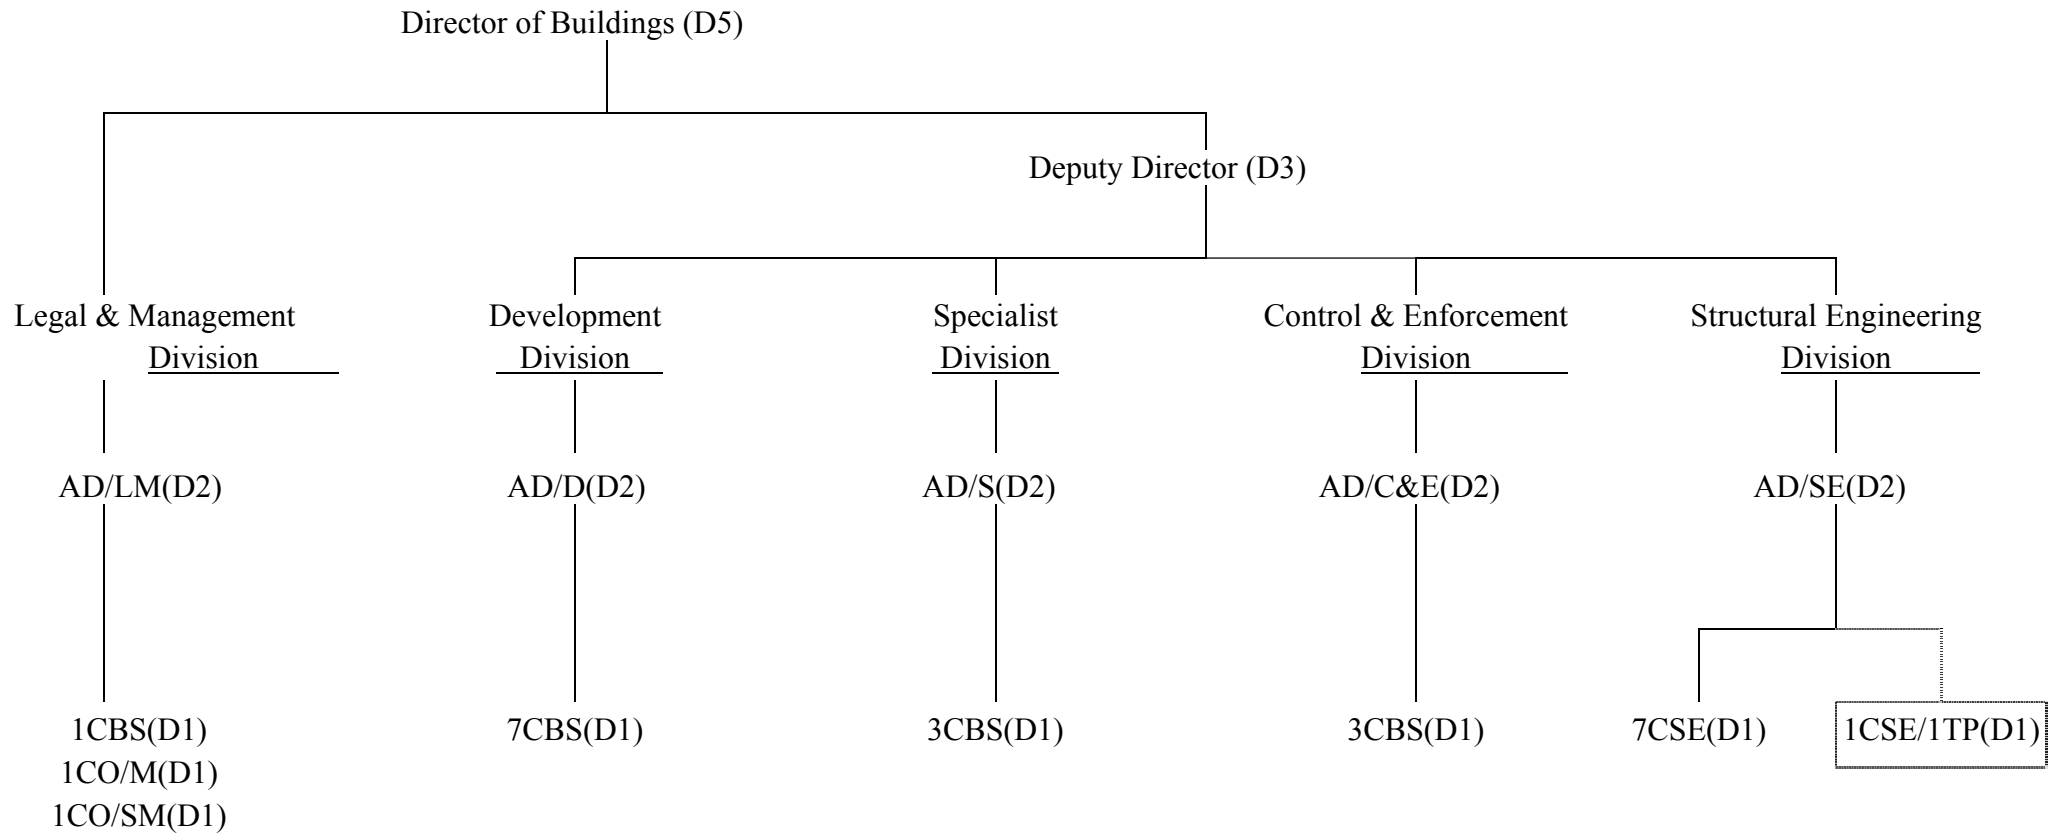 Director of Buildings (D5)
Deputy Director (D3)
Legal & Management
Division
Development
Division
Specialist
Division
Control & Enforcement
Division
Structural Engineering
Division
AD/LM(D2)
AD/D(D2)
AD/S(D2)
AD/C&E(D2)
AD/SE(D2)
1CBS(D1)
1CO/M(D1)
1CO/SM(D1)
7CBS(D1)
3CBS(D1)
3CBS(D1)
7CSE(D1)
1CSE/1TP(D1)